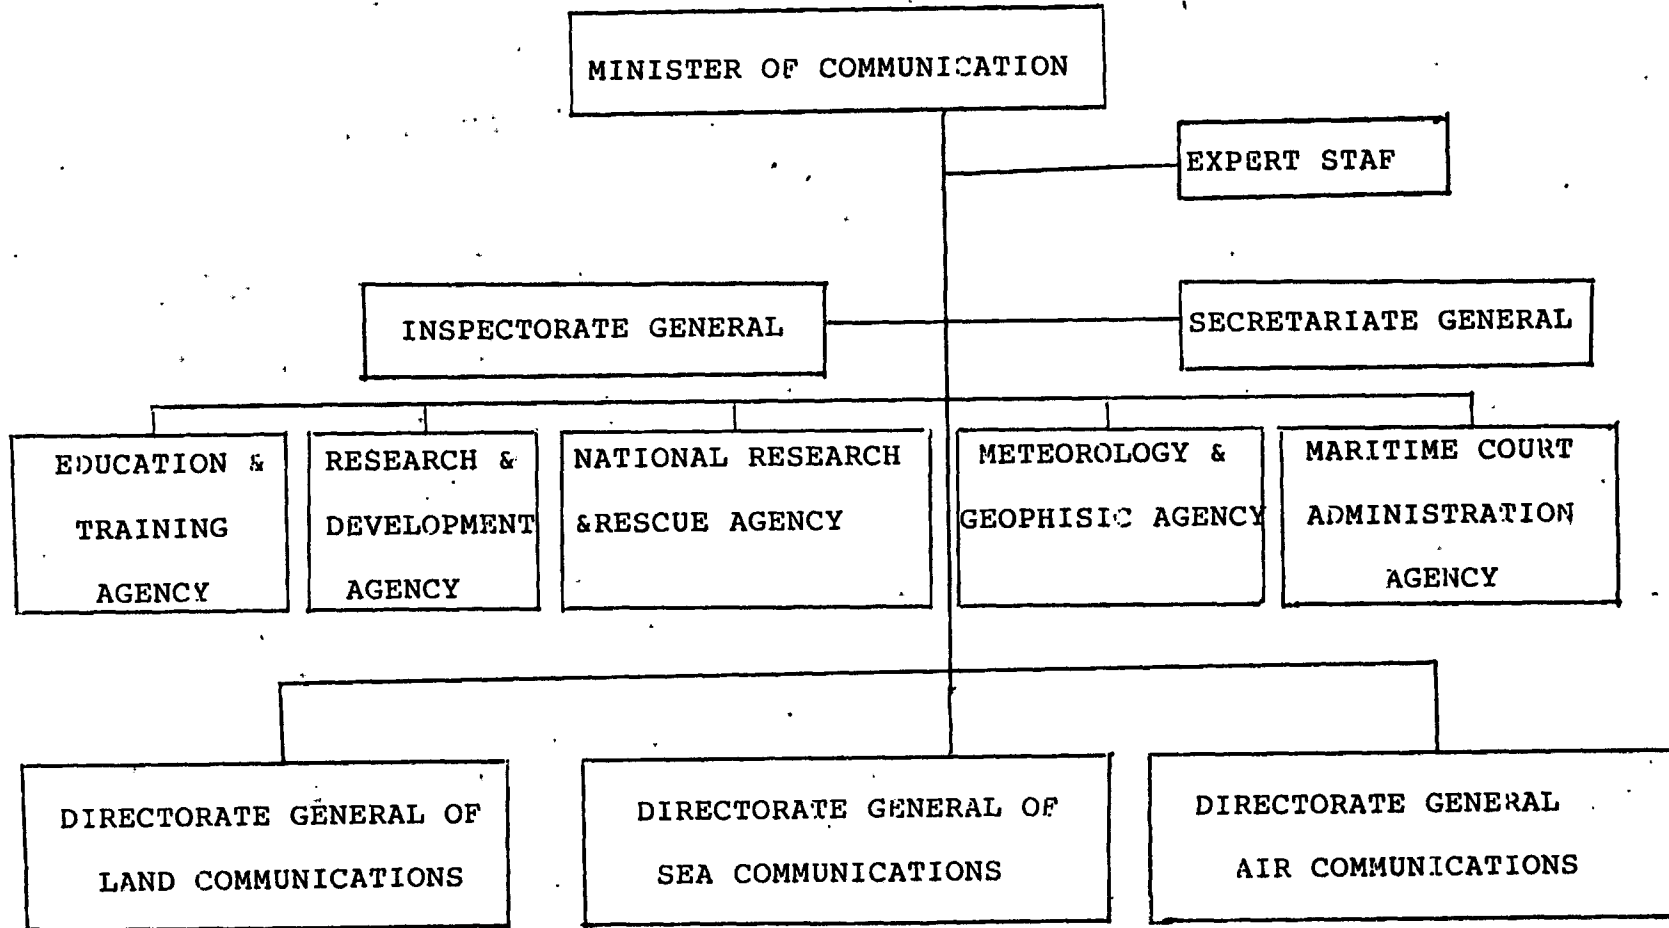 MINISTER OF COMMUNICATION
EXPERT STAF
INSPECTORATE GENERAL
SECRETARIATE GENERAL
EDUCATION &
TRAINING
AGENCY
RESEARCH &
DEVELOPMENT
AGENCY
NATIONAL RESEARCH
&RESCUE AGENCY
METEOROLOGY &
GEOPHISIC AGENCY
MARITIME COURT
ADMINISTRATION
AGENCY
DIRECTORATE GENERAL OF
LAND COMMUNICATIONS
DIRECTORATE GENERAL OF
SEA COMMUNICATIONS
DIRECTORATE GENERAL
AIR COMMUNICATIONS